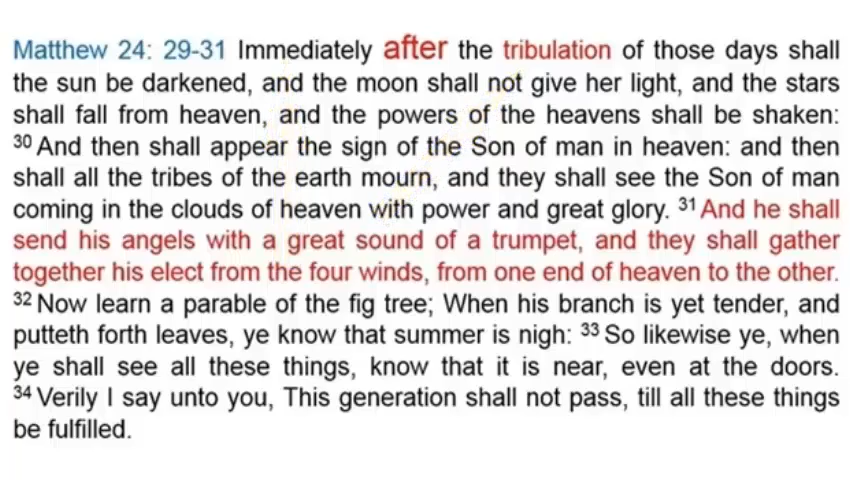 Matthew 24: 29-31 Immediately after the tribulation of those days shall
the sun be darkened, and the moon shall not give her light, and the stars
shall fall from heaven, and the powers of the heavens shall be shaken:
30 And then shall appear the sign of the Son of man in heaven: and then
shall all the tribes of the earth mourn, and they shall see the Son of man
coming in the clouds of heaven with power and great glory. 31 And he shall
send his angels with a great sound of a trumpet, and they shall gather
together his elect from the four winds, from one end of heaven to the other.
32 Now learn a parable of the fig tree; When his branch is yet tender, and
putteth forth leaves, ye know that summer is nigh: 33 So likewise ye, when
ye shall see all these things, know that it is near, even at the doors.
34 Verily I say unto you, This generation shall not pass, till all these things
be fulfilled.